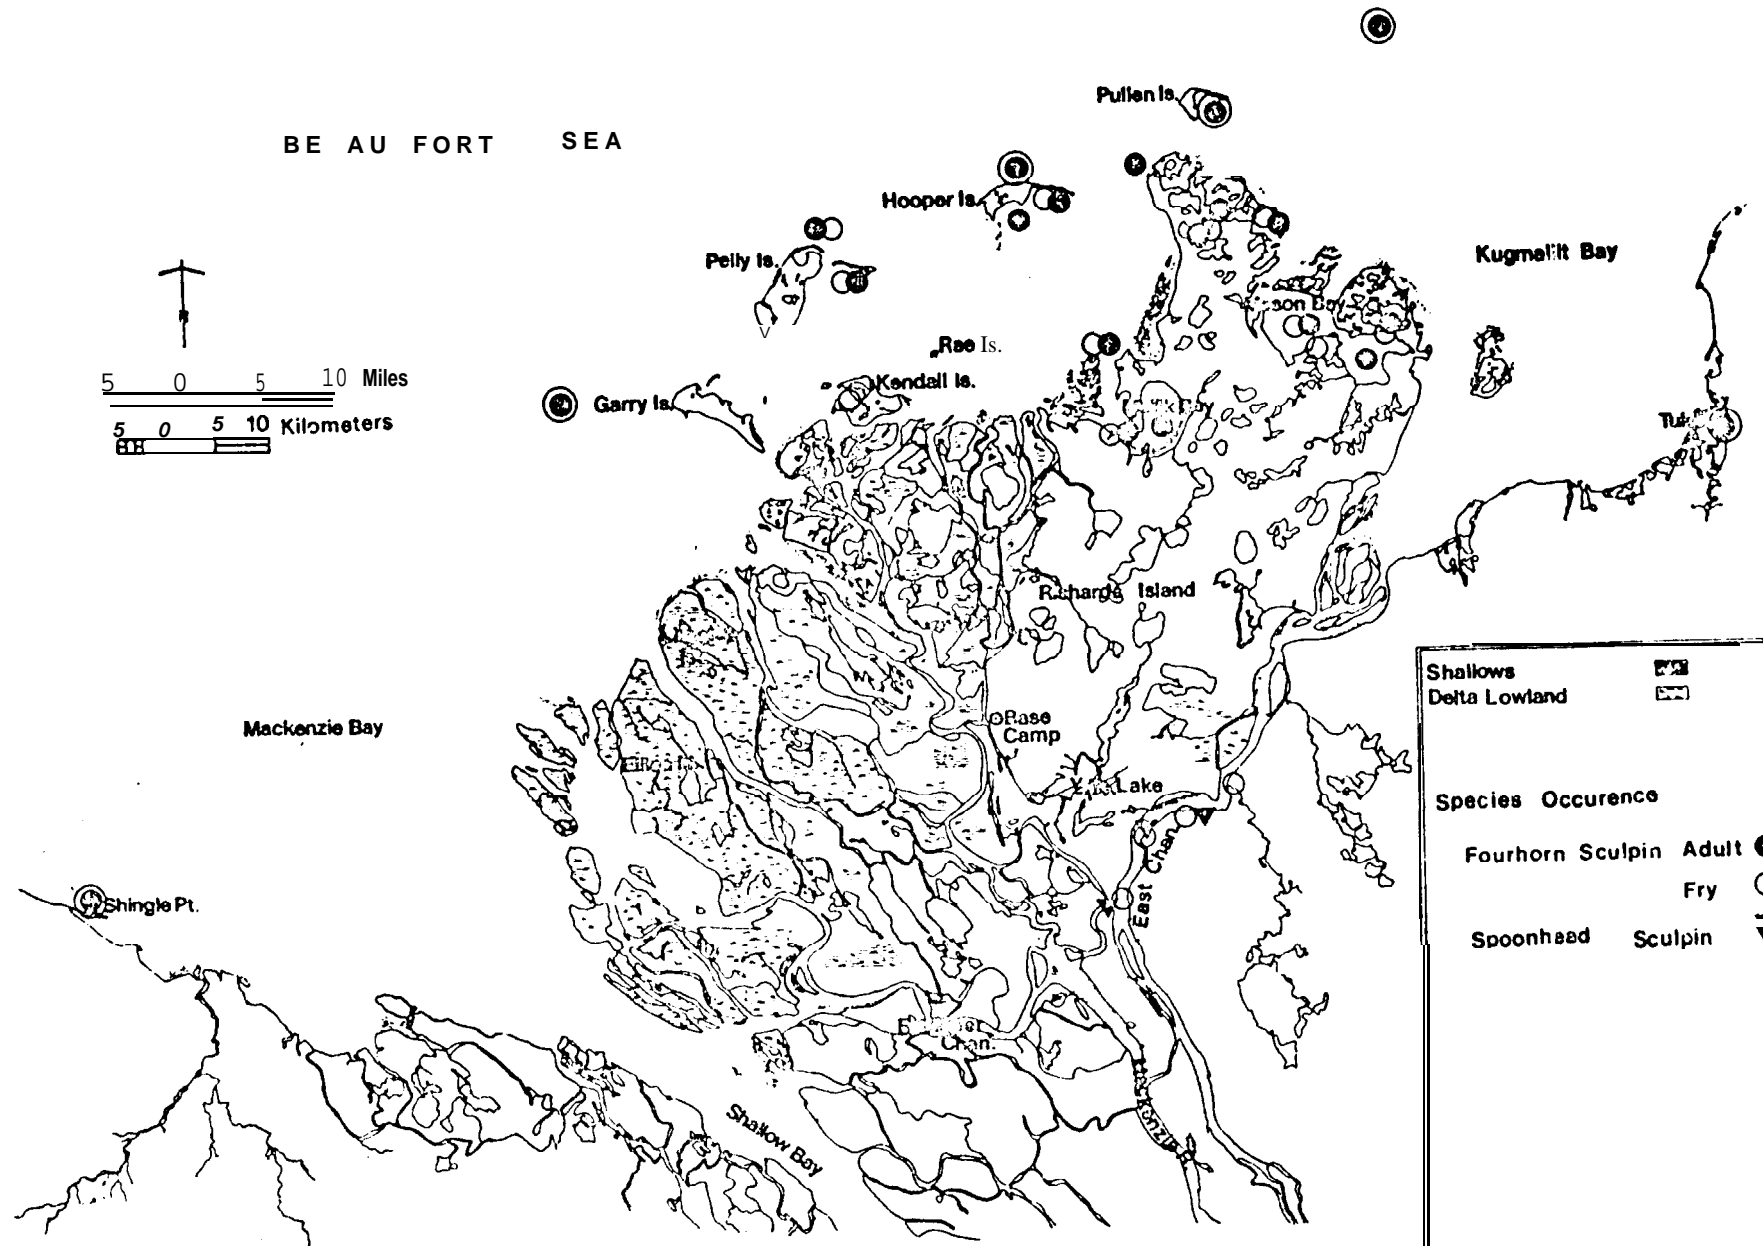 Pullen Is.
BE AU FORT SEA
Hooper Is.
Pelly Is.
Kugmallit Bay
Rae Is.
Kendall Is.
Garry Is.
5 0 5 10 Miles
5 0 5 10 Kilometers
Richards Island
Shallows
Delta Lowland
Mackenzie Bay
Base
Camp
Lake
Species Occurence
Fourhorn Sculpin Adult
Fry
Spoonhead Sculpin
East Chan
Shingle Pt.
Chan.
Shallow Bay